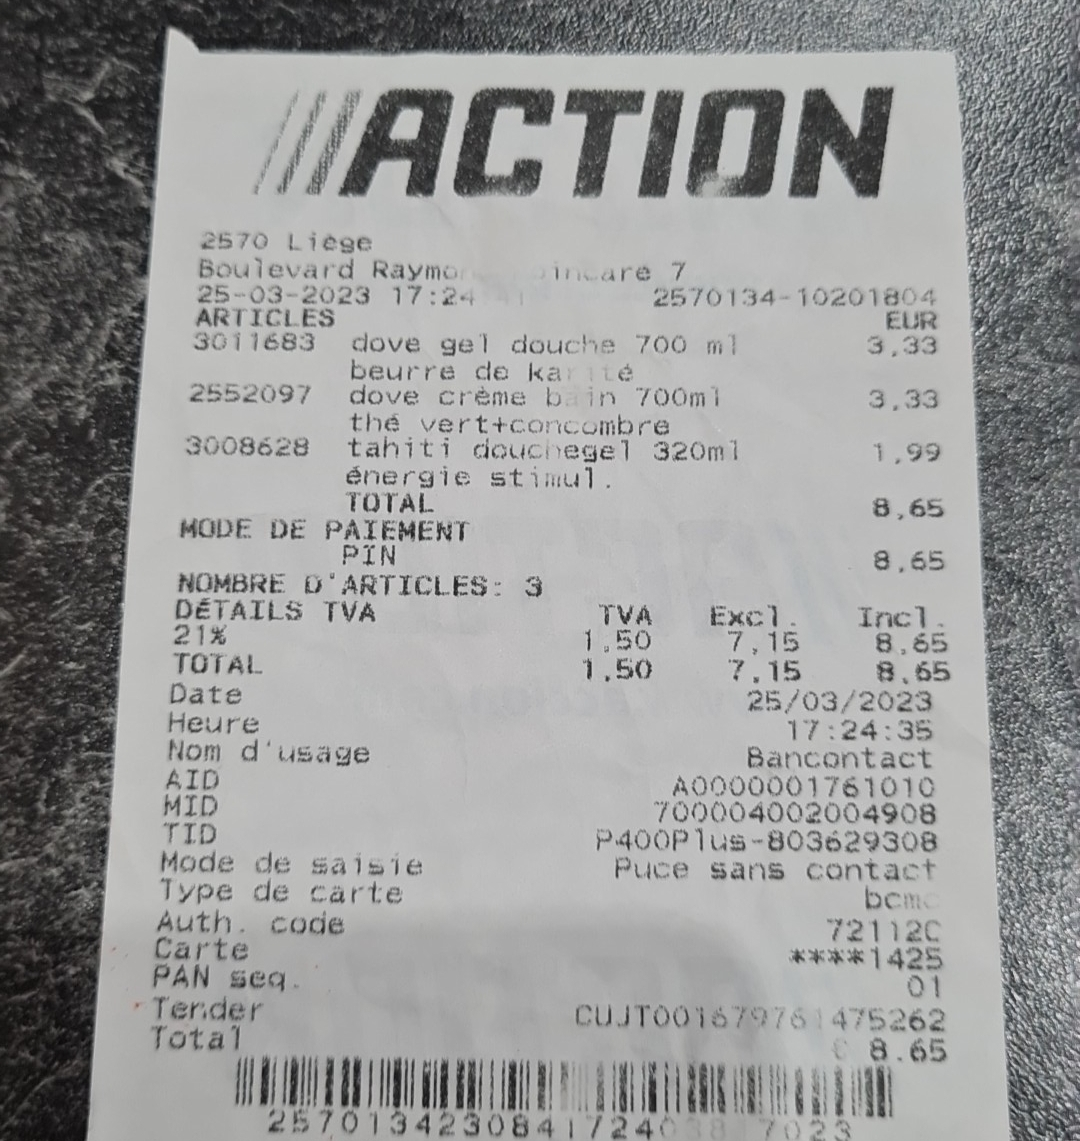 ACTION
2570 Liège
Boulevard 7
25-03-2023 17:24 2570134-10201804
ARTICLES EUR
3011683 dove gel douche 700 ml 3,33
beurre de karité
2552097 dove crème bain 700ml 3,33
thé vert+concombre
3008628 tahiti douchegel 320ml 1,99
énergie stimul.
TOTAL 8,65
MODE DE PAIEMENT
PIN 8,65
NOMBRE D'ARTICLES: 3
DÉTAILS TVA TVA Excl. Incl.
21% 1,50 7,15 8,65
TOTAL 1,50 7,15 8,65
Date 25/03/2023
Heure 17:24:35
Nom d'usage Bancontact
AID A0000001761010
MID 700004002004908
TID P400Plus-803629308
Mode de saisie Puce sans contact
Type de carte bcmc
Auth. code 72112C
Carte ****1425
PAN seq. 01
Tender
Total 8.65